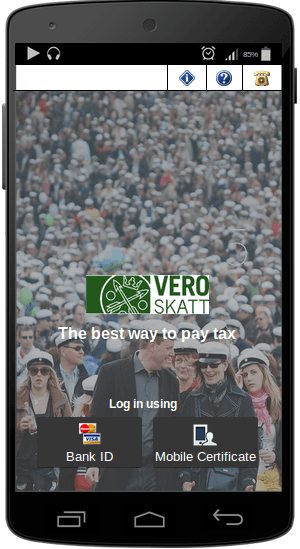 85%
VERO
SKATT
The best way to pay tax
Log in using
Bank ID
Mobile Certificate